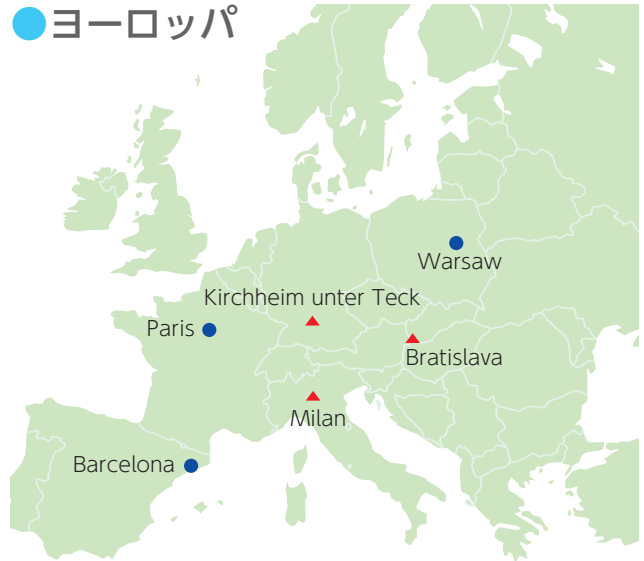 ヨーロッパ
Warsaw
Kirchheim unter Teck
Paris
Bratislava
Milan
Barcelona